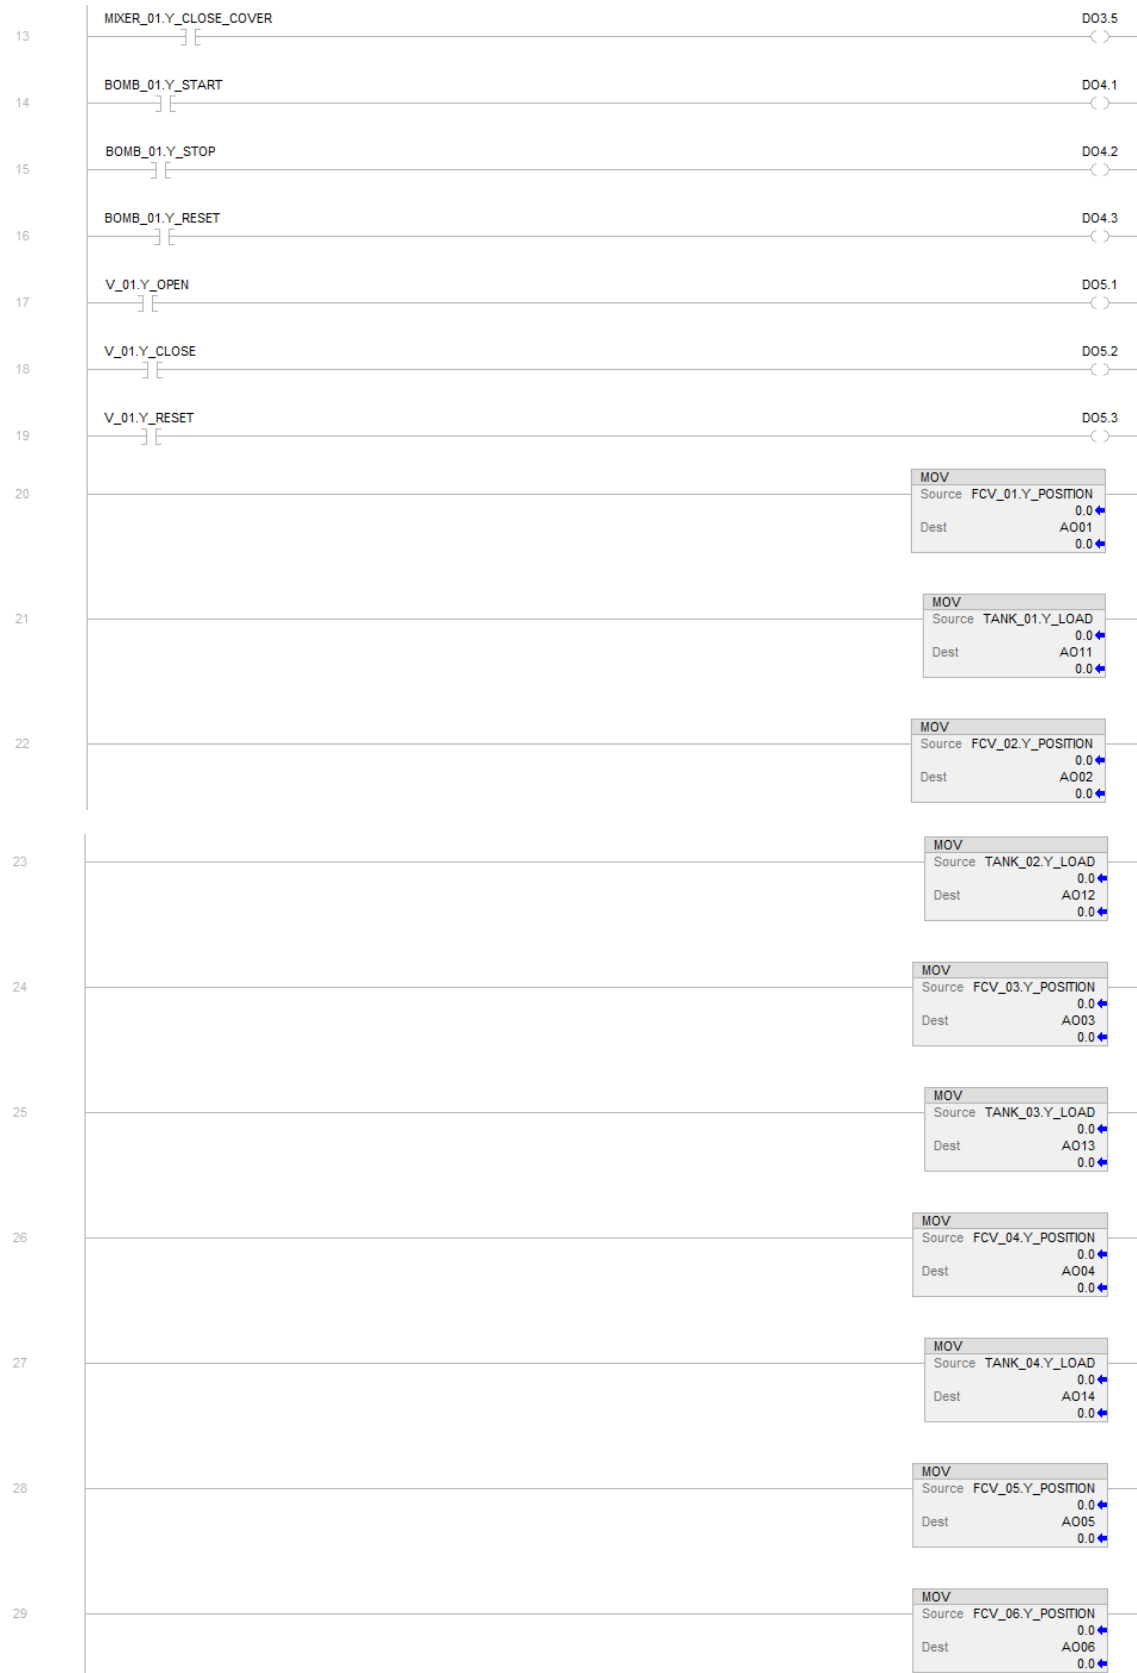 MIXER_01.Y_CLOSE_COVER DO3.5
13
BOMB_01.Y_START DO4.1
14
BOMB_01.Y_STOP DO4.2
15
BOMB_01.Y_RESET DO4.3
16
V_01.Y_OPEN DO5.1
17
V_01.Y_CLOSE DO5.2
18
V_01.Y_RESET DO5.3
19
MOV
20 Source FCV_01.Y_POSITION
0.0
Dest AO01
0.0
MOV
21 Source TANK_01.Y_LOAD
0.0
Dest AO11
0.0
MOV
22 Source FCV_02.Y_POSITION
0.0
Dest AO02
0.0
MOV
23 Source TANK_02.Y_LOAD
0.0
Dest AO12
0.0
MOV
24 Source FCV_03.Y_POSITION
0.0
Dest AO03
0.0
MOV
25 Source TANK_03.Y_LOAD
0.0
Dest AO13
0.0
MOV
26 Source FCV_04.Y_POSITION
0.0
Dest AO04
0.0
MOV
27 Source TANK_04.Y_LOAD
0.0
Dest AO14
0.0
MOV
28 Source FCV_05.Y_POSITION
0.0
Dest AO05
0.0
MOV
29 Source FCV_06.Y_POSITION
0.0
Dest AO06
0.0